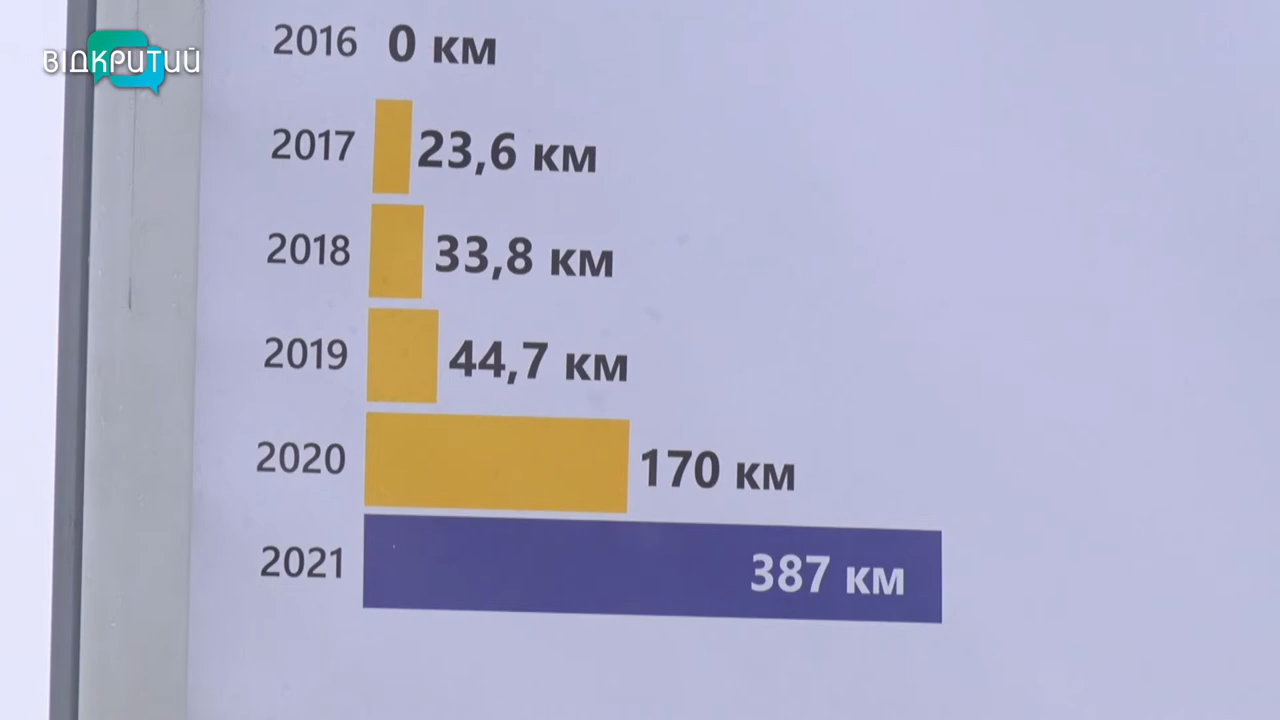 ВІДКРИТИЙ
2016 0 км
2017 23,6 км
2018 33,8 км
2019 44,7 км
2020 170 км
2021 387 км